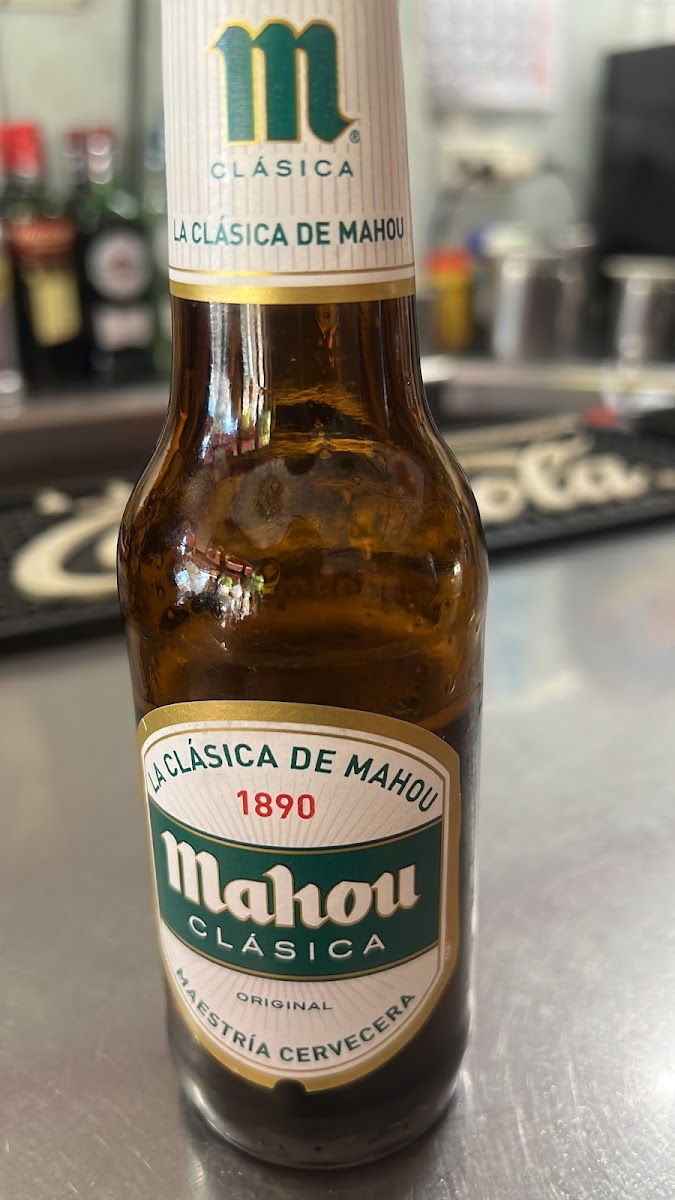 m®
CLÁSICA
LA CLÁSICA DE MAHOU
LA CLÁSICA DE MAHOU
1890
Mahou
CLÁSICA
ORIGINAL
MAESTRÍA CERVECERA